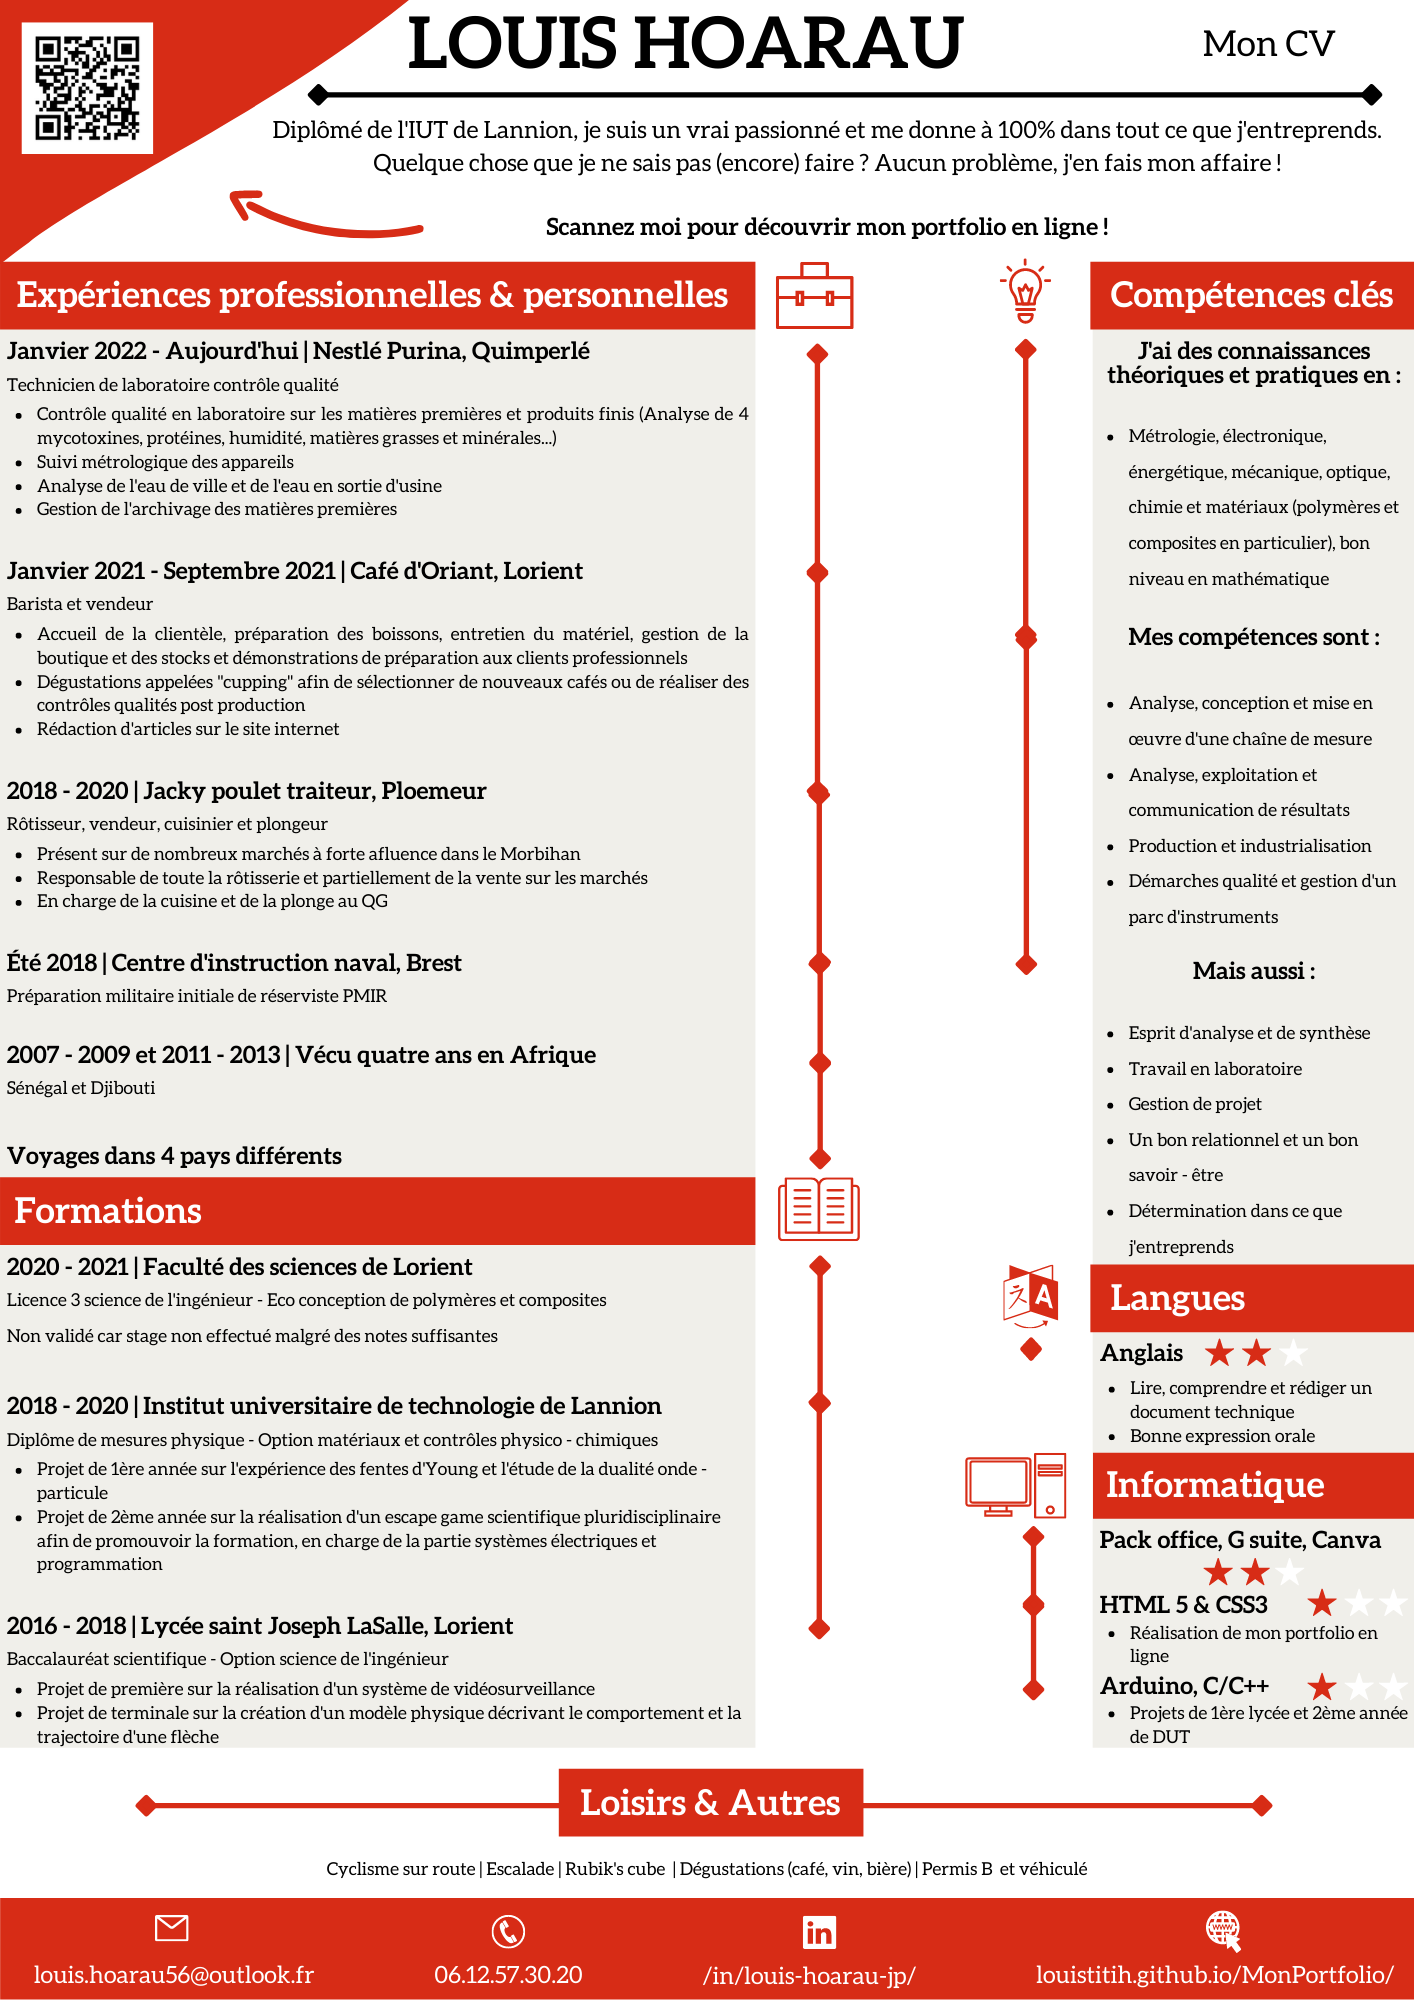 LOUIS HOARAU
Mon CV
Diplômé de l'IUT de Lannion, je suis un vrai passionné et me donne à 100% dans tout ce que j'entreprends.
Quelque chose que je ne sais pas (encore) faire ? Aucun problème, j'en fais mon affaire !
Scannez moi pour découvrir mon portfolio en ligne !
Expériences professionnelles & personnelles
Janvier 2022 - Aujourd'hui | Nestlé Purina, Quimperlé
Technicien de laboratoire contrôle qualité
• Contrôle qualité en laboratoire sur les matières premières et produits finis (Analyse de 4
mycotoxines, protéines, humidité, matières grasses et minérales...)
• Suivi métrologique des appareils
• Analyse de l'eau de ville et de l'eau en sortie d'usine
• Gestion de l'archivage des matières premières
Janvier 2021 - Septembre 2021 | Café d'Oriant, Lorient
Barista et vendeur
• Accueil de la clientèle, préparation des boissons, entretien du matériel, gestion de la
boutique et des stocks et démonstrations de préparation aux clients professionnels
• Dégustations appelées "cupping" afin de sélectionner de nouveaux cafés ou de réaliser des
contrôles qualités post production
• Rédaction d'articles sur le site internet
2018 - 2020 | Jacky poulet traiteur, Ploemeur
Rôtisseur, vendeur, cuisinier et plongeur
• Présent sur de nombreux marchés à forte afluence dans le Morbihan
• Responsable de toute la rôtisserie et partiellement de la vente sur les marchés
• En charge de la cuisine et de la plonge au QG
Été 2018 | Centre d'instruction naval, Brest
Préparation militaire initiale de réserviste PMIR
2007 - 2009 et 2011 - 2013 | Vécu quatre ans en Afrique
Sénégal et Djibouti
Voyages dans 4 pays différents
Formations
2020 - 2021 | Faculté des sciences de Lorient
Licence 3 science de l'ingénieur - Eco conception de polymères et composites
Non validé car stage non effectué malgré des notes suffisantes
2018 - 2020 | Institut universitaire de technologie de Lannion
Diplôme de mesures physique - Option matériaux et contrôles physico - chimiques
• Projet de 1ère année sur l'expérience des fentes d'Young et l'étude de la dualité onde -
particule
• Projet de 2ème année sur la réalisation d'un escape game scientifique pluridisciplinaire
afin de promouvoir la formation, en charge de la partie systèmes électriques et
programmation
2016 - 2018 | Lycée saint Joseph LaSalle, Lorient
Baccalauréat scientifique - Option science de l'ingénieur
• Projet de première sur la réalisation d'un système de vidéosurveillance
• Projet de terminale sur la création d'un modèle physique décrivant le comportement et la
trajectoire d'une flèche
Compétences clés
J'ai des connaissances
théoriques et pratiques en :
• Métrologie, électronique,
énergétique, mécanique, optique,
chimie et matériaux (polymères et
composites en particulier), bon
niveau en mathématique
Mes compétences sont :
• Analyse, conception et mise en
œuvre d'une chaîne de mesure
• Analyse, exploitation et
communication de résultats
• Production et industrialisation
• Démarches qualité et gestion d'un
parc d'instruments
Mais aussi :
• Esprit d'analyse et de synthèse
• Travail en laboratoire
• Gestion de projet
• Un bon relationnel et un bon
savoir - être
• Détermination dans ce que
j'entreprends
A
Langues
Anglais
• Lire, comprendre et rédiger un
document technique
• Bonne expression orale
Informatique
Pack office, G suite, Canva
HTML 5 & CSS3
• Réalisation de mon portfolio en
ligne
Arduino, C/C++
• Projets de 1ère lycée et 2ème année
de DUT
Loisirs & Autres
Cyclisme sur route | Escalade | Rubik's cube | Dégustations (café, vin, bière) | Permis B et véhiculé
in
www
louis.hoarau56@outlook.fr
06.12.57.30.20
/in/louis-hoarau-jp/
louistitih.github.io/MonPortfolio/